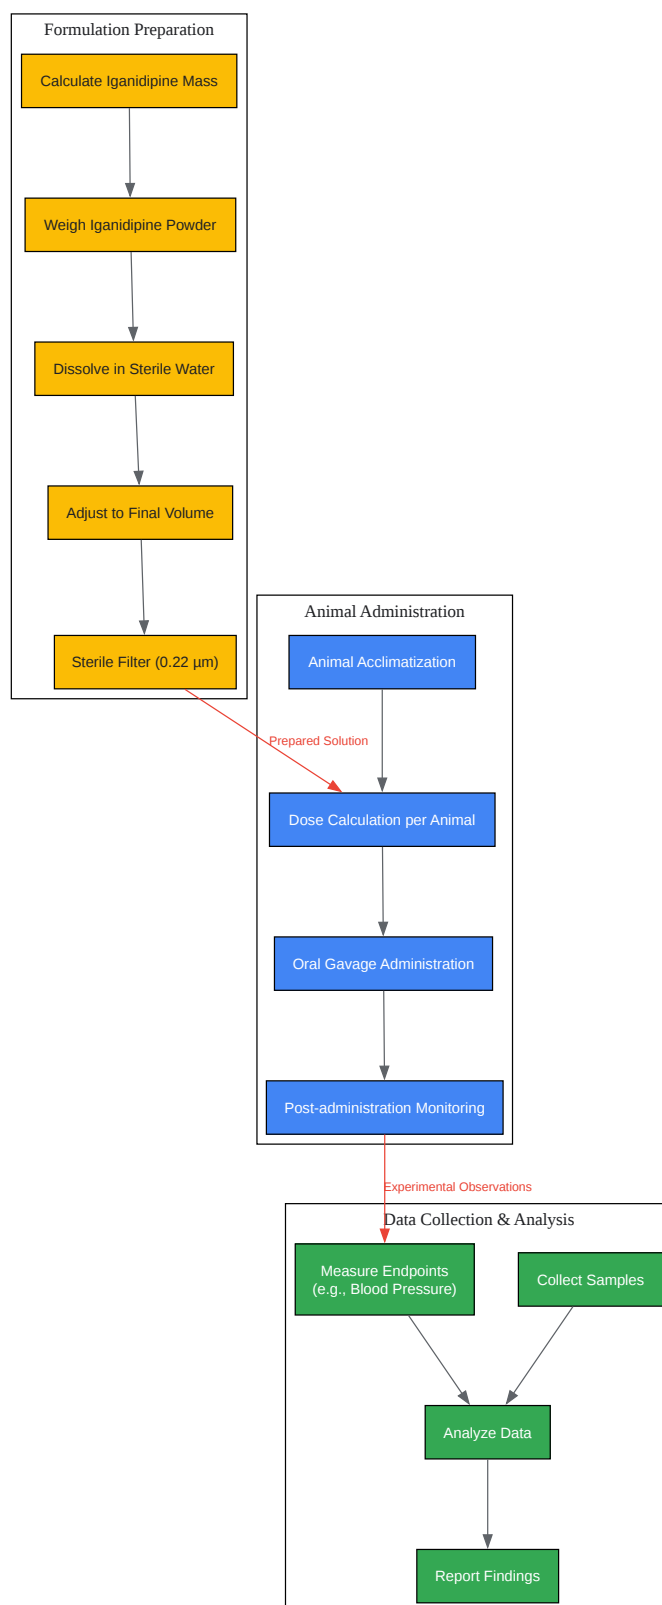 Formulation Preparation
Calculate Iganidipine Mass
Weigh Iganidipine Powder
Dissolve in Sterile Water
Adjust to Final Volume
Sterile Filter (0.22 µm)
Animal Administration
Animal Acclimatization
Prepared Solution
Dose Calculation per Animal
Oral Gavage Administration
Post-administration Monitoring
Experimental Observations
Data Collection & Analysis
Measure Endpoints
(e.g., Blood Pressure)
Collect Samples
Analyze Data
Report Findings